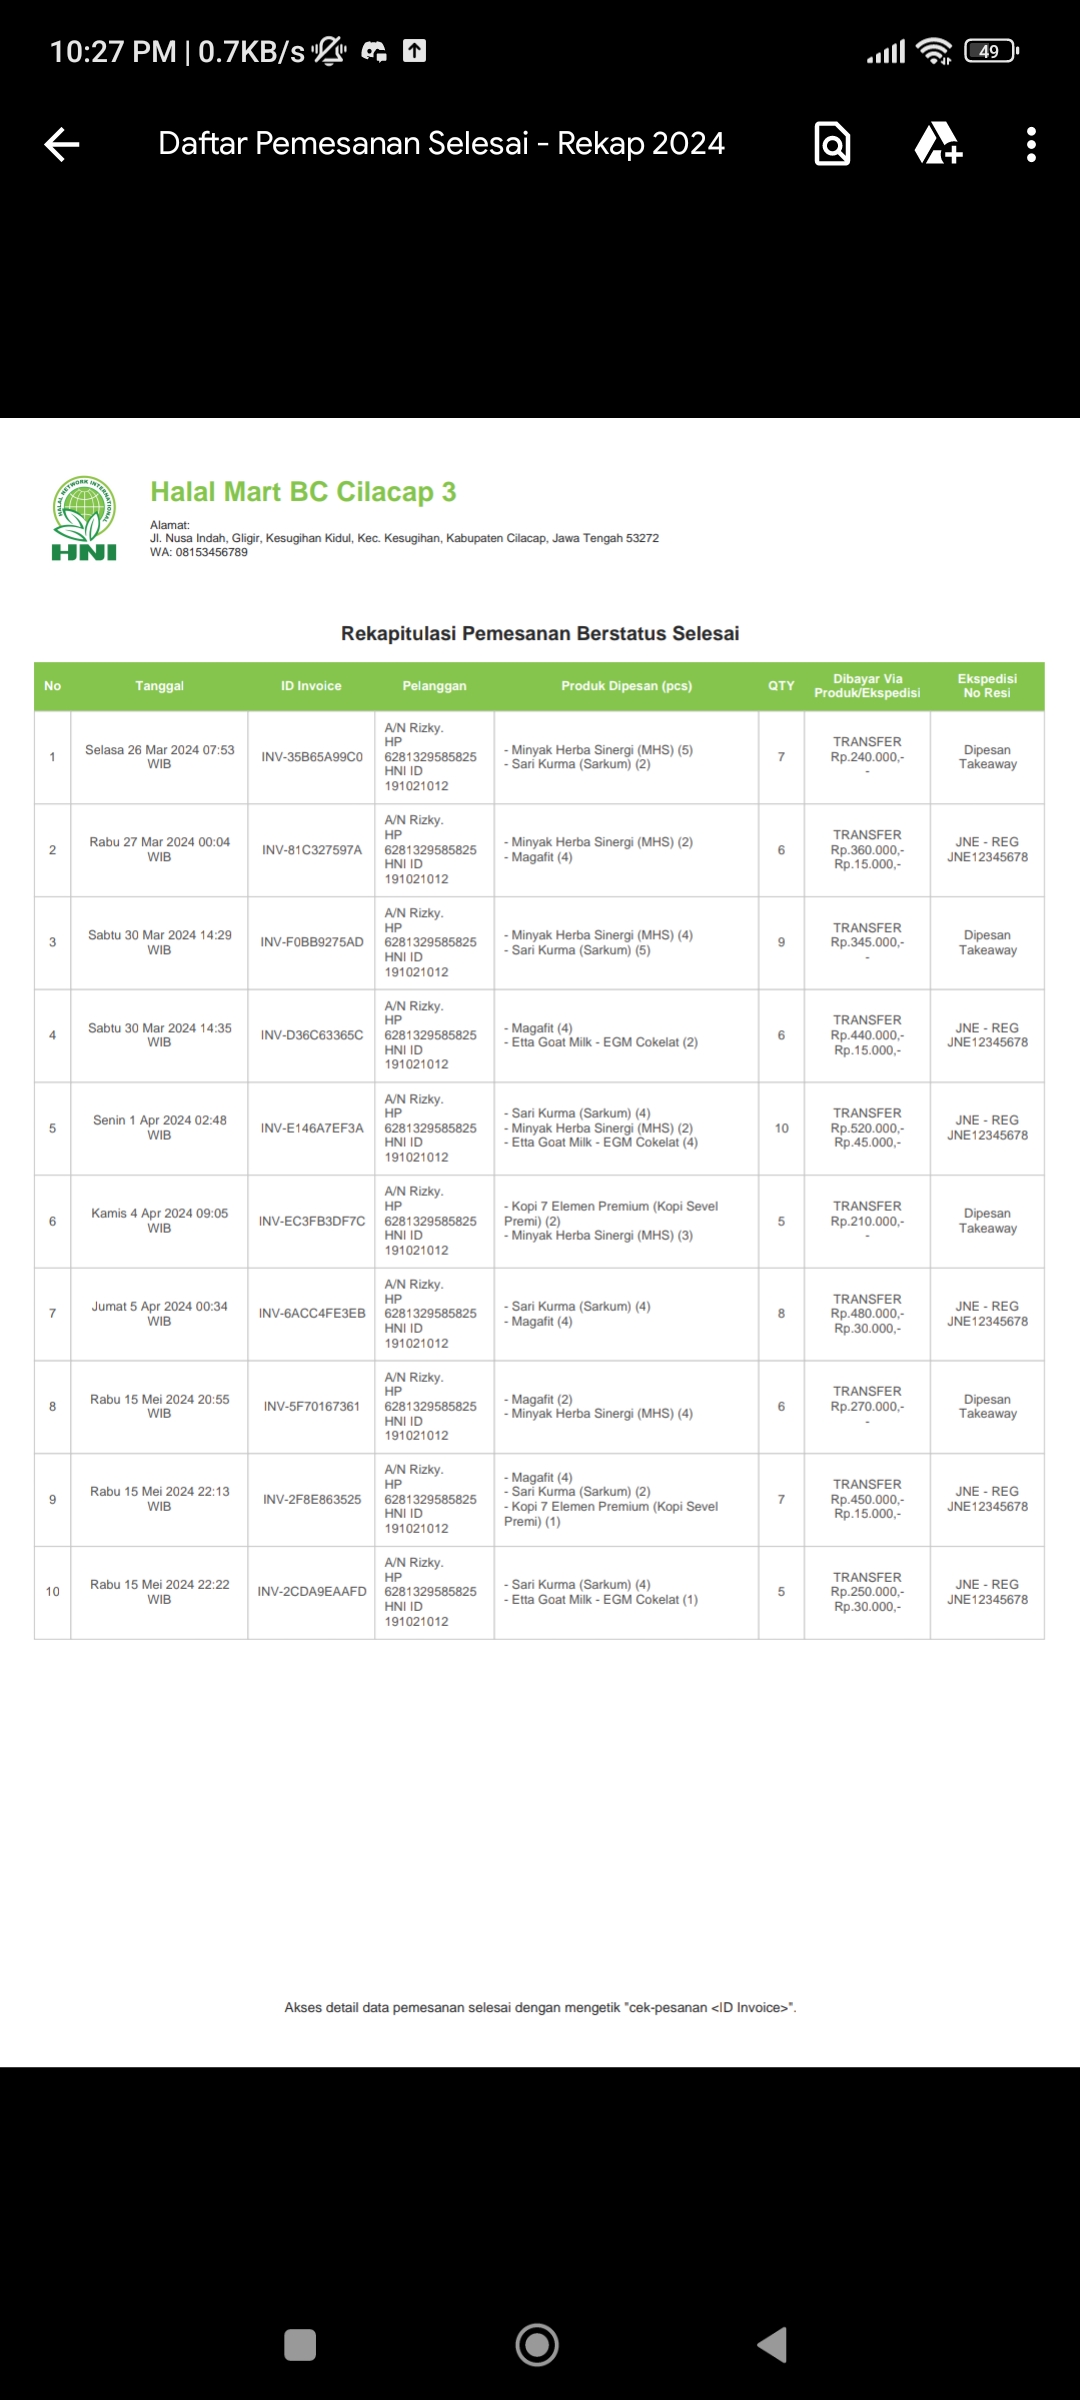 10:27 PM | 0.7KB/s
49
Daftar Pemesanan Selesai - Rekap 2024
HALAL NETWORK INTERNATIONAL
HNI
Halal Mart BC Cilacap 3
Alamat:
Jl. Nusa Indah, Gligir, Kesugihan Kidul, Kec. Kesugihan, Kabupaten Cilacap, Jawa Tengah 53272
WA: 08153456789
Rekapitulasi Pemesanan Berstatus Selesai
No Tanggal ID Invoice Pelanggan Produk Dipesan (pcs) QTY Dibayar Via Produk/Ekspedisi Ekspedisi No Resi
1
Selasa 26 Mar 2024 07:53
WIB
INV-35B65A99C0
A/N Rizky.
HP
6281329585825
HNI ID
191021012
- Minyak Herba Sinergi (MHS) (5)
- Sari Kurma (Sarkum) (2)
7
TRANSFER
Rp.240.000,-
-
Dipesan
Takeaway
2
Rabu 27 Mar 2024 00:04
WIB
INV-81C327597A
A/N Rizky.
HP
6281329585825
HNI ID
191021012
- Minyak Herba Sinergi (MHS) (2)
- Magafit (4)
6
TRANSFER
Rp.360.000,-
Rp.15.000,-
JNE - REG
JNE12345678
3
Sabtu 30 Mar 2024 14:29
WIB
INV-F0BB9275AD
A/N Rizky.
HP
6281329585825
HNI ID
191021012
- Minyak Herba Sinergi (MHS) (4)
- Sari Kurma (Sarkum) (5)
9
TRANSFER
Rp.345.000,-
-
Dipesan
Takeaway
4
Sabtu 30 Mar 2024 14:35
WIB
INV-D36C63365C
A/N Rizky.
HP
6281329585825
HNI ID
191021012
- Magafit (4)
- Etta Goat Milk - EGM Cokelat (2)
6
TRANSFER
Rp.440.000,-
Rp.15.000,-
JNE - REG
JNE12345678
5
Senin 1 Apr 2024 02:48
WIB
INV-E146A7EF3A
A/N Rizky.
HP
6281329585825
HNI ID
191021012
- Sari Kurma (Sarkum) (4)
- Minyak Herba Sinergi (MHS) (2)
- Etta Goat Milk - EGM Cokelat (4)
10
TRANSFER
Rp.520.000,-
Rp.45.000,-
JNE - REG
JNE12345678
6
Kamis 4 Apr 2024 09:05
WIB
INV-EC3FB3DF7C
A/N Rizky.
HP
6281329585825
HNI ID
191021012
- Kopi 7 Elemen Premium (Kopi Sevel
Premi) (2)
- Minyak Herba Sinergi (MHS) (3)
5
TRANSFER
Rp.210.000,-
-
Dipesan
Takeaway
7
Jumat 5 Apr 2024 00:34
WIB
INV-6ACC4FE3EB
A/N Rizky.
HP
6281329585825
HNI ID
191021012
- Sari Kurma (Sarkum) (4)
- Magafit (4)
8
TRANSFER
Rp.480.000,-
Rp.30.000,-
JNE - REG
JNE12345678
8
Rabu 15 Mei 2024 20:55
WIB
INV-5F70167361
A/N Rizky.
HP
6281329585825
HNI ID
191021012
- Magafit (2)
- Minyak Herba Sinergi (MHS) (4)
6
TRANSFER
Rp.270.000,-
-
Dipesan
Takeaway
9
Rabu 15 Mei 2024 22:13
WIB
INV-2F8E863525
A/N Rizky.
HP
6281329585825
HNI ID
191021012
- Magafit (4)
- Sari Kurma (Sarkum) (2)
- Kopi 7 Elemen Premium (Kopi Sevel
Premi) (1)
7
TRANSFER
Rp.450.000,-
Rp.15.000,-
JNE - REG
JNE12345678
10
Rabu 15 Mei 2024 22:22
WIB
INV-2CDA9EAAFD
A/N Rizky.
HP
6281329585825
HNI ID
191021012
- Sari Kurma (Sarkum) (4)
- Etta Goat Milk - EGM Cokelat (1)
5
TRANSFER
Rp.250.000,-
Rp.30.000,-
JNE - REG
JNE12345678
Akses detail data pemesanan selesai dengan mengetik "cek-pesanan <ID Invoice>".